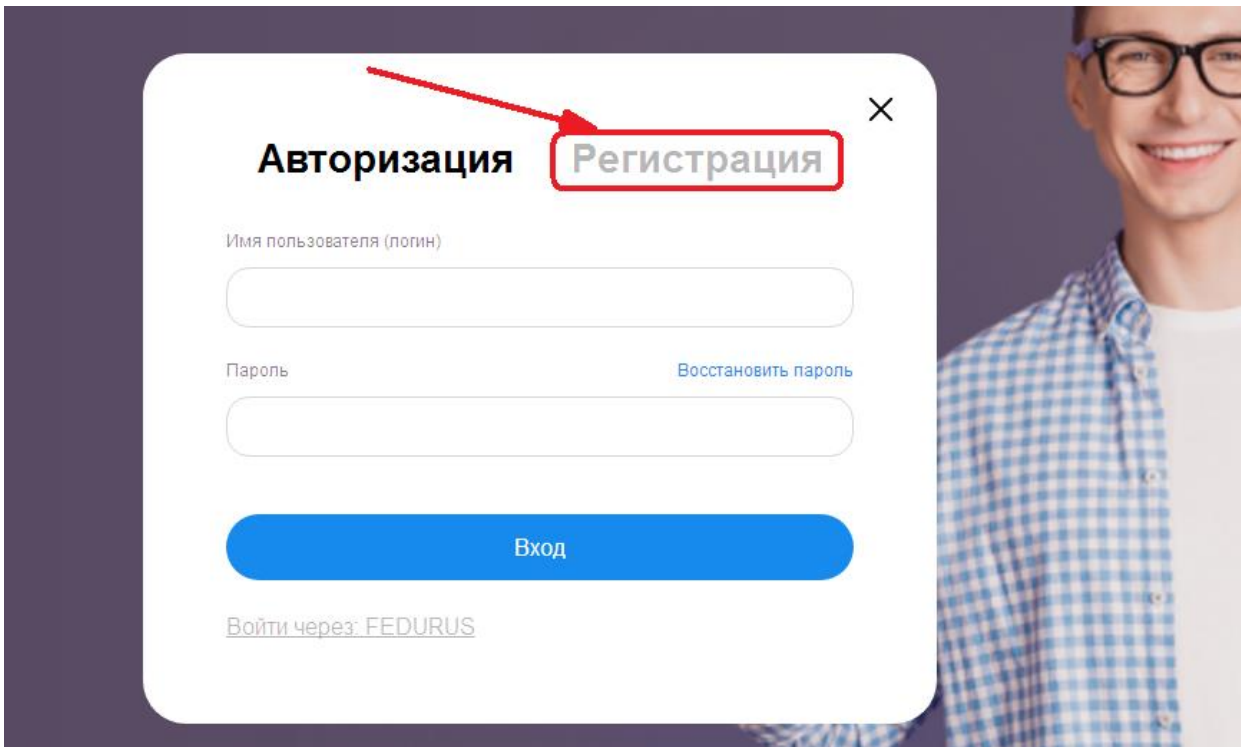 Авторизация Регистрация
Имя пользователя (логин)
Пароль Восстановить пароль
Вход
Войти через: FEDURUS